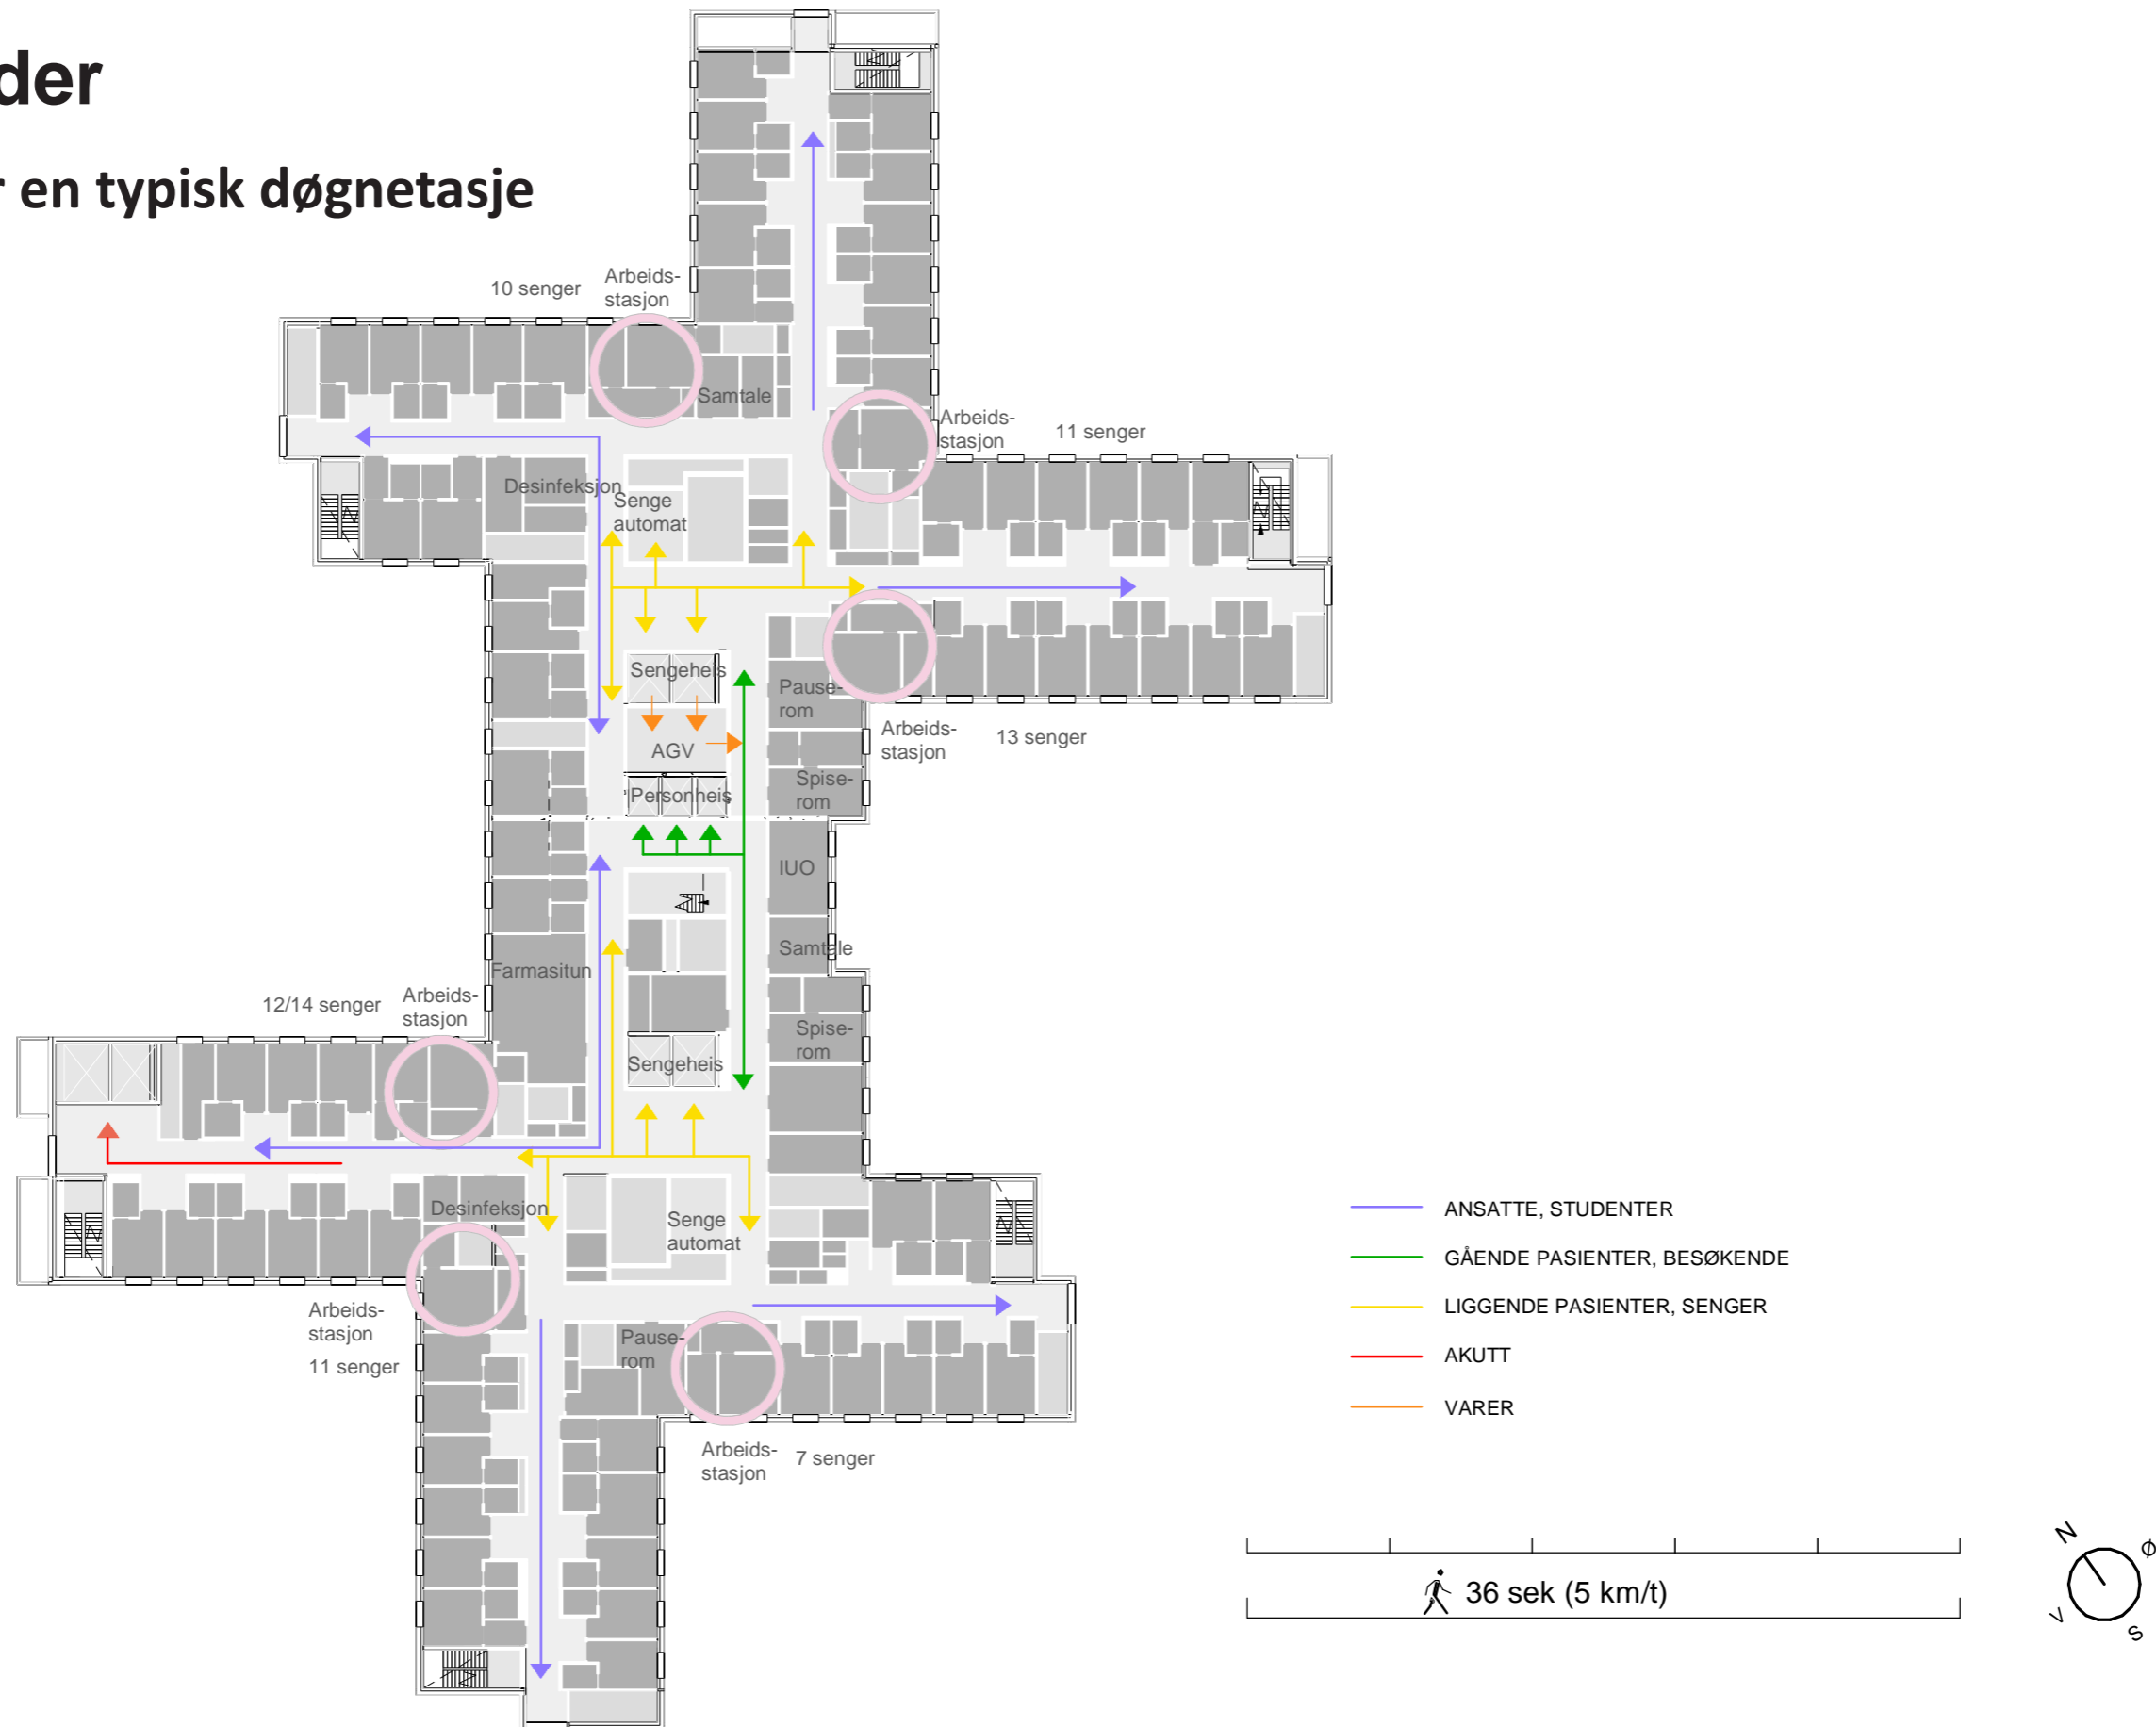 der
r en typisk døgnetasje
10 senger
Arbeids-
stasjon
Samtale
Arbeids-
stasjon
11 senger
Desinfeksjon
Senge
automat
Sengeheis
Pause-
rom
Arbeids-
stasjon
13 senger
AGV
Personheis
Spise-
rom
IUO
Samtale
Farmasitun
12/14 senger
Arbeids-
stasjon
Spise-
rom
Sengeheis
Desinfeksjon
Senge
automat
Arbeids-
stasjon
11 senger
Pause-
rom
Arbeids-
stasjon
7 senger
ANSATTE, STUDENTER
GÅENDE PASIENTER, BESØKENDE
LIGGENDE PASIENTER, SENGER
AKUTT
VARER
36 sek (5 km/t)
N
Ø
V
S